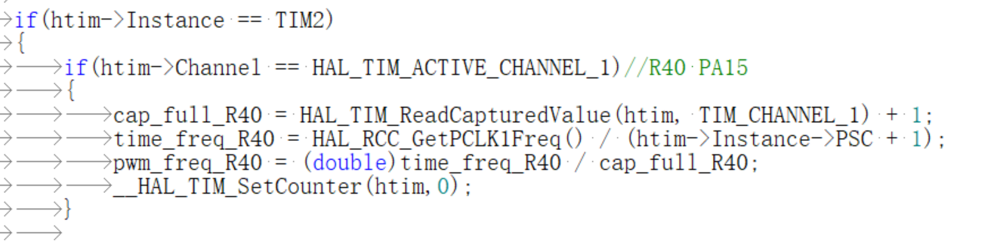 if(htim->Instance == TIM2)
{
if(htim->Channel == HAL_TIM_ACTIVE_CHANNEL_1)//R40 PA15
{
cap_full_R40 = HAL_TIM_ReadCapturedValue(htim, TIM_CHANNEL_1) + 1;
time_freq_R40 = HAL_RCC_GetPCLK1Freq() / (htim->Instance->PSC + 1);
pwm_freq_R40 = (double)time_freq_R40 / cap_full_R40;
__HAL_TIM_SetCounter(htim,0);
}